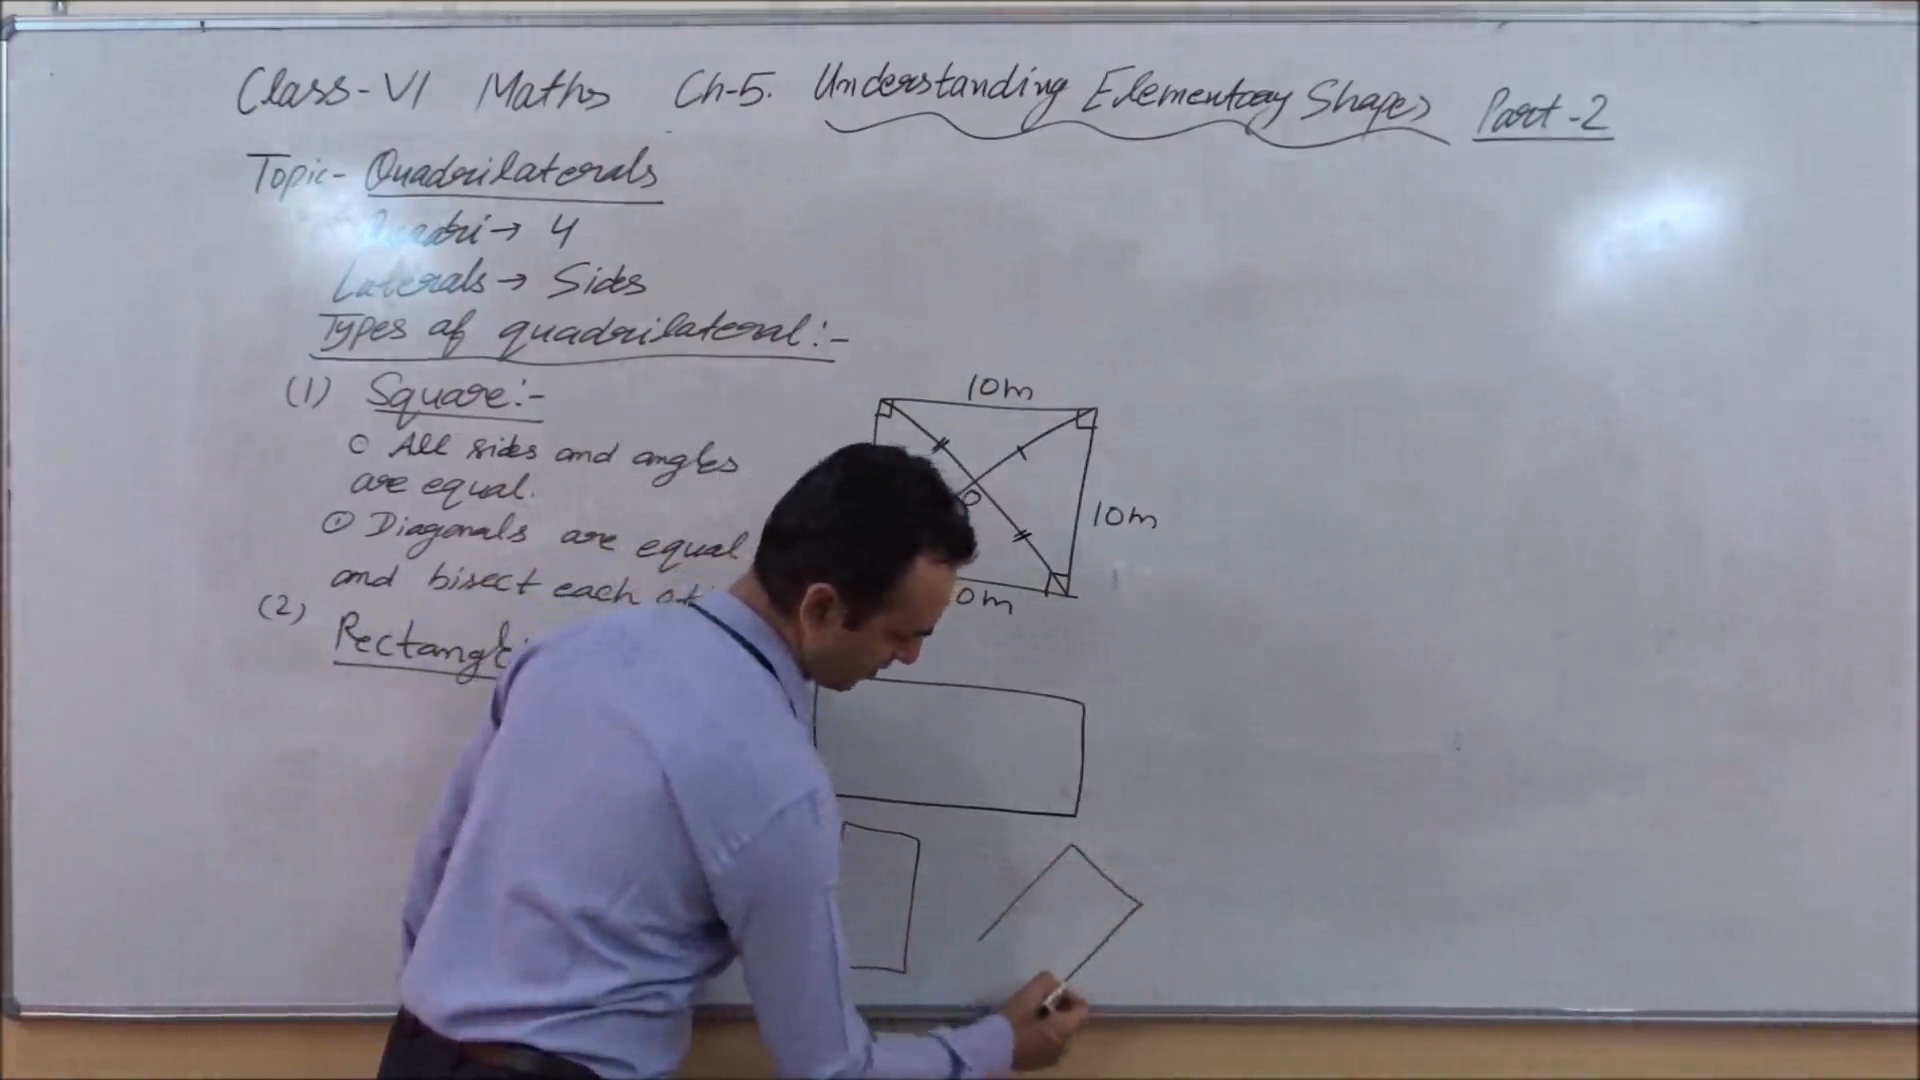 Class-VI Maths Ch-5. Understanding Elementary Shapes Part-2
Topic- Quadrilaterals
Quadri→ 4
Laterals→ Sides
Types of quadrilateral:-
(1) Square:-
○ All sides and angles
are equal.
○ Diagonals are equal
and bisect each
(2) Rectangle:
10m
O
10m
0m